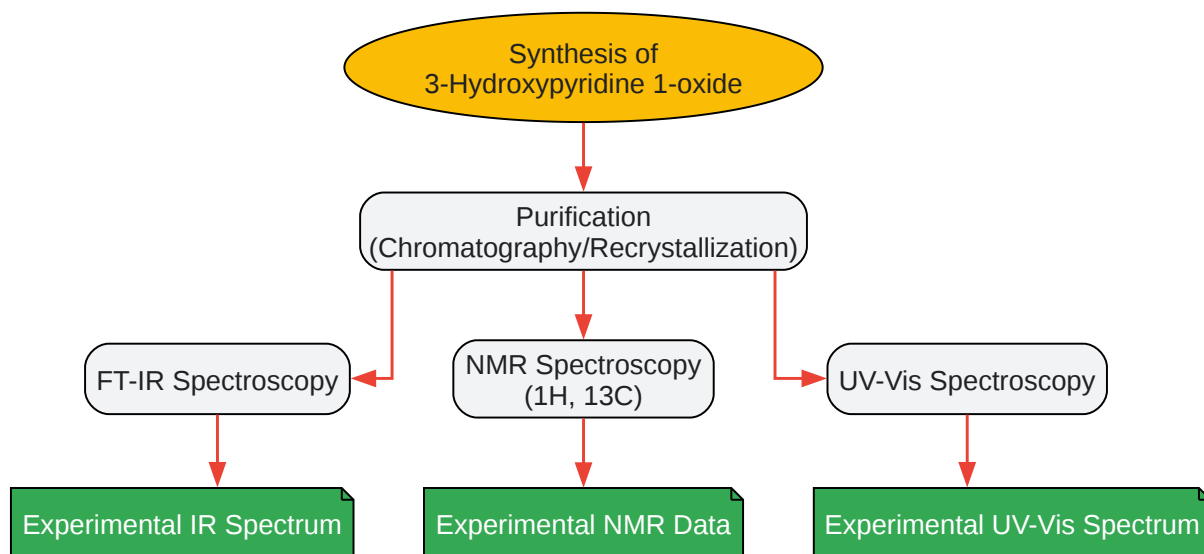 Synthesis of
3-Hydroxypyridine 1-oxide
Purification
(Chromatography/Recrystallization)
FT-IR Spectroscopy
NMR Spectroscopy
(1H, 13C)
UV-Vis Spectroscopy
Experimental IR Spectrum
Experimental NMR Data
Experimental UV-Vis Spectrum